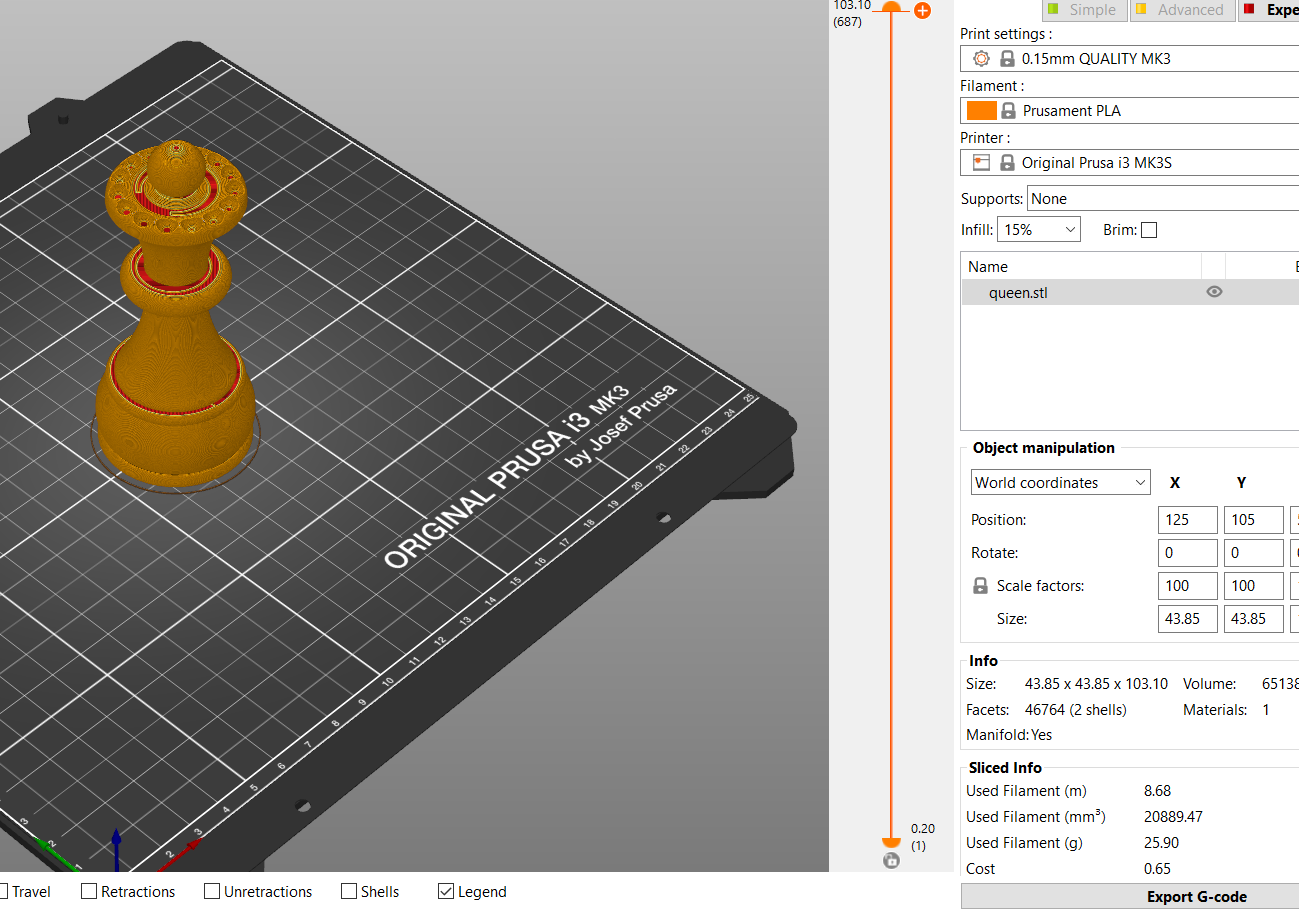 103.10
(687)
Simple
Advanced
Expe
Print settings :
0.15mm QUALITY MK3
Filament :
Prusament PLA
Printer :
Original Prusa i3 MK3S
Supports: None
Infill: 15% Brim:
Name E
queen.stl
Object manipulation
World coordinates X Y
Position: 125 105
Rotate: 0 0
Scale factors: 100 100
Size: 43.85 43.85
Info
Size: 43.85 x 43.85 x 103.10 Volume: 65138
Facets: 46764 (2 shells) Materials: 1
Manifold: Yes
Sliced Info
Used Filament (m) 8.68
Used Filament (mm³) 20889.47
Used Filament (g) 25.90
Cost 0.65
Export G-code
0.20
(1)
ORIGINAL PRUSA i3 MK3
by Josef Prusa
25
24
23
22
21
20
19
18
17
16
15
14
13
12
11
10
9
8
7
6
5
4
3
2
3
2
1
Travel Retractions Unretractions Shells Legend